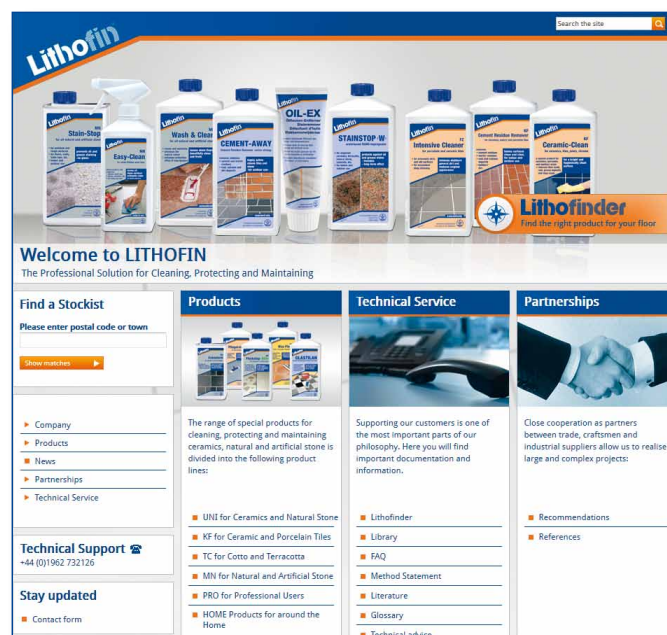 Search the site
Lithofin
Stain-Stop
Easy-Clean
Wash & Clean
CEMENT-AWAY
OIL-EX
STAINSTOP·W·
Intensive Cleaner
Cement Residue Remover
Ceramic-Clean
Lithofinder
Find the right product for your floor
Welcome to LITHOFIN
The Professional Solution for Cleaning, Protecting and Maintaining
Find a Stockist
Please enter postal code or town
Show matches
Company
Products
News
Partnerships
Technical Service
Technical Support
+44 (0)1962 732126
Stay updated
Contact form
Products
The range of special products for
cleaning, protecting and maintaining
ceramics, natural and artificial stone is
divided into the following product
lines:
UNI for Ceramics and Natural Stone
KF for Ceramic and Porcelain Tiles
TC for Cotto and Terracotta
MN for Natural and Artificial Stone
PRO for Professional Users
HOME Products for around the
Home
Technical Service
Supporting our customers is one of
the most important parts of our
philosophy. Here you will find
important documentation and
information.
Lithofinder
Library
FAQ
Method Statement
Literature
Glossary
Technical advice
Partnerships
Close cooperation as partners
between trade, craftsmen and
industrial suppliers allow us to realise
large and complex projects:
Recommendations
References